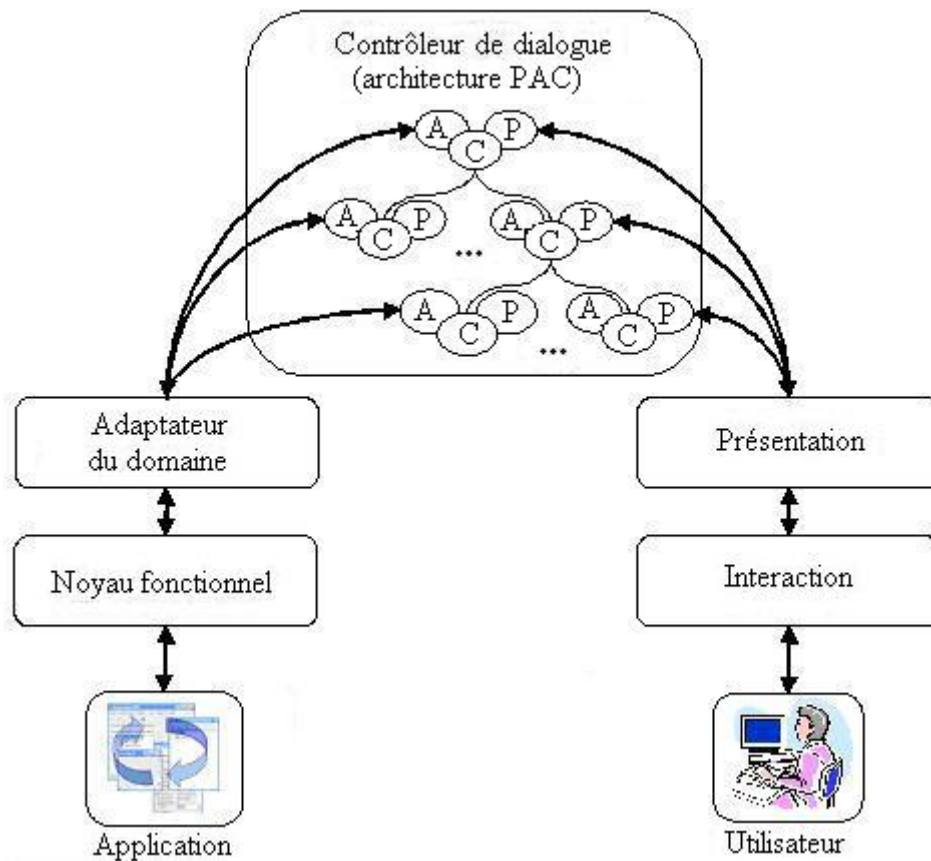 Contrôleur de dialogue
(architecture PAC)
A P
C
A P A P
C ... C
A P A P
C ... C
Adaptateur
du domaine
Présentation
Noyau fonctionnel
Interaction
Application
Utilisateur